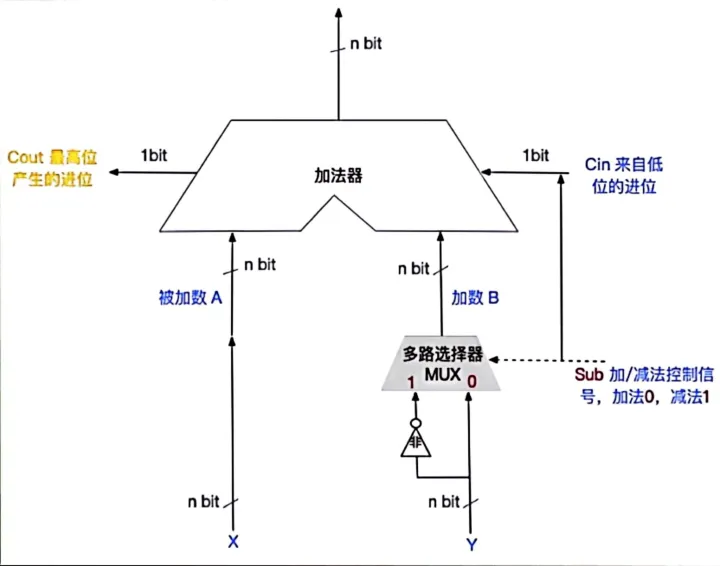 n bit
Cout 最高位
产生的进位
1bit
加法器
1bit
Cin 来自低
位的进位
n bit
被加数 A
n bit
加数 B
多路选择器
MUX
1
0
Sub 加/减法控制信
号，加法0，减法1
非
n bit
X
n bit
Y